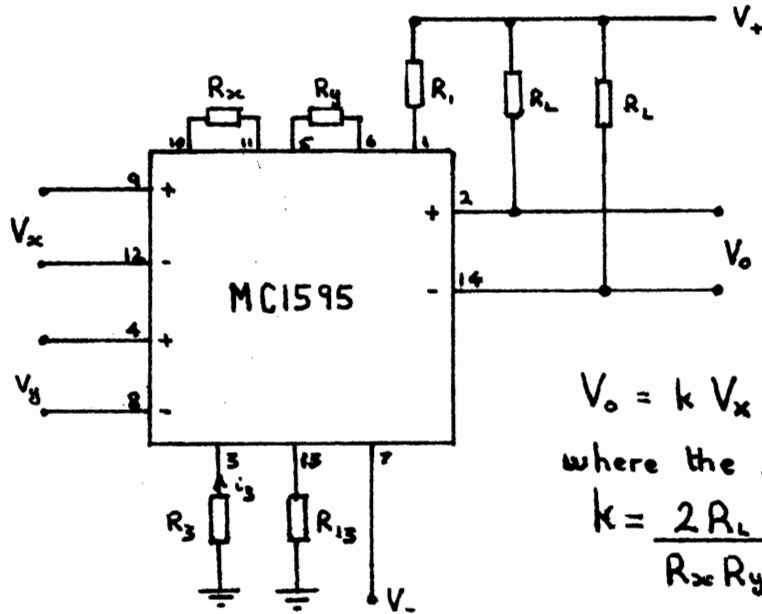 V+
Rx Ry R1 RL RL
10 11 5 6 1
9 + + 2
Vx Vo
12 - - 14
MC1595
4 +
Vy
8 -
3 13 7
i3
R3 R13
V-
Vo = k Vx
where the
k = 2 RL
Rx Ry